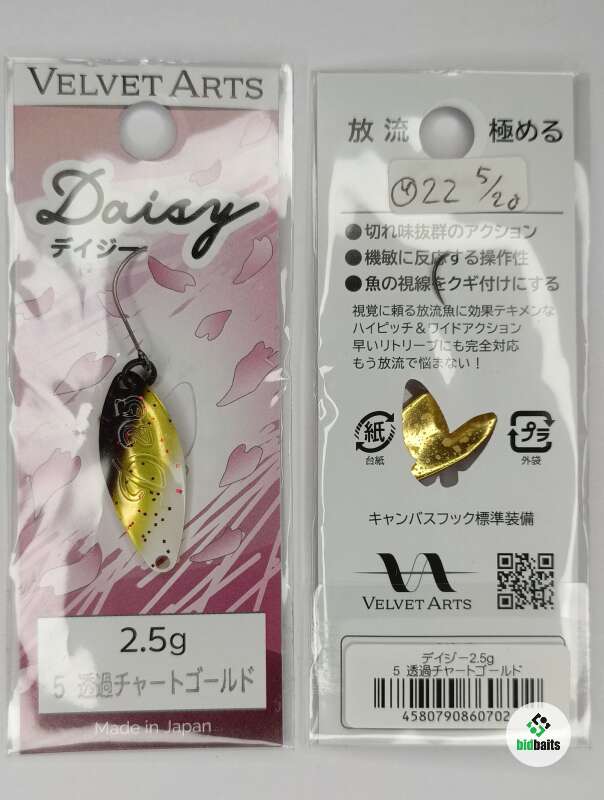 VELVET ARTS
Daisy
デイジー
2.5
2.5g
5 透過チャートゴールド
Made in Japan
放流 極める
22 5/20
●切れ味抜群のアクション
●機敏に反応する操作性
●魚の視線をクギ付けにする
視覚に頼る放流魚に効果テキメンな
ハイピッチ&ワイドアクション
早いリトリーブにも完全対応
もう放流で悩まない!
紙
台紙
プラ
外袋
キャンバスフック標準装備
VELVET ARTS
デイジー2.5g
5 透過チャートゴールド
4580790860702
bidbaits